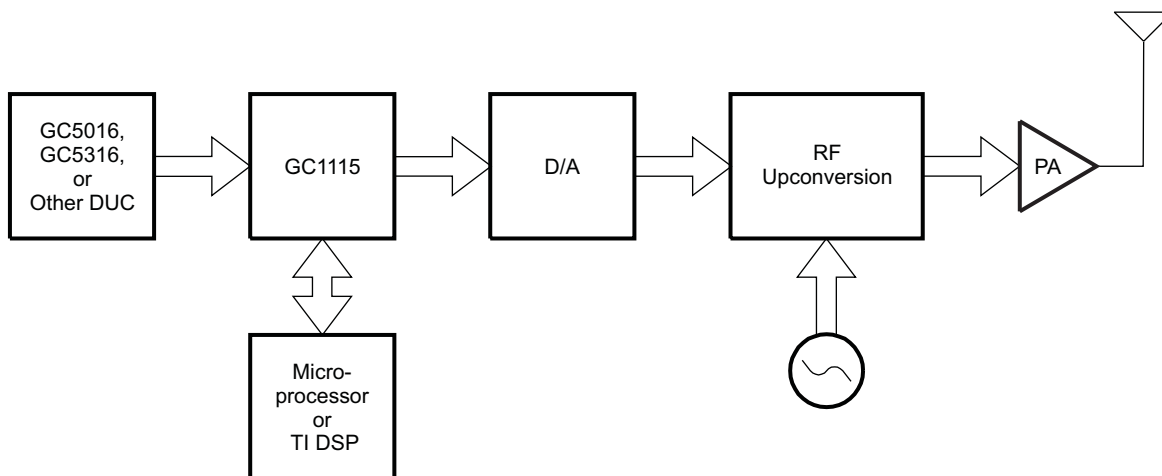 GC5016,
GC5316,
or
Other DUC
GC1115
D/A
RF
Upconversion
PA
Micro-
processor
or
TI DSP